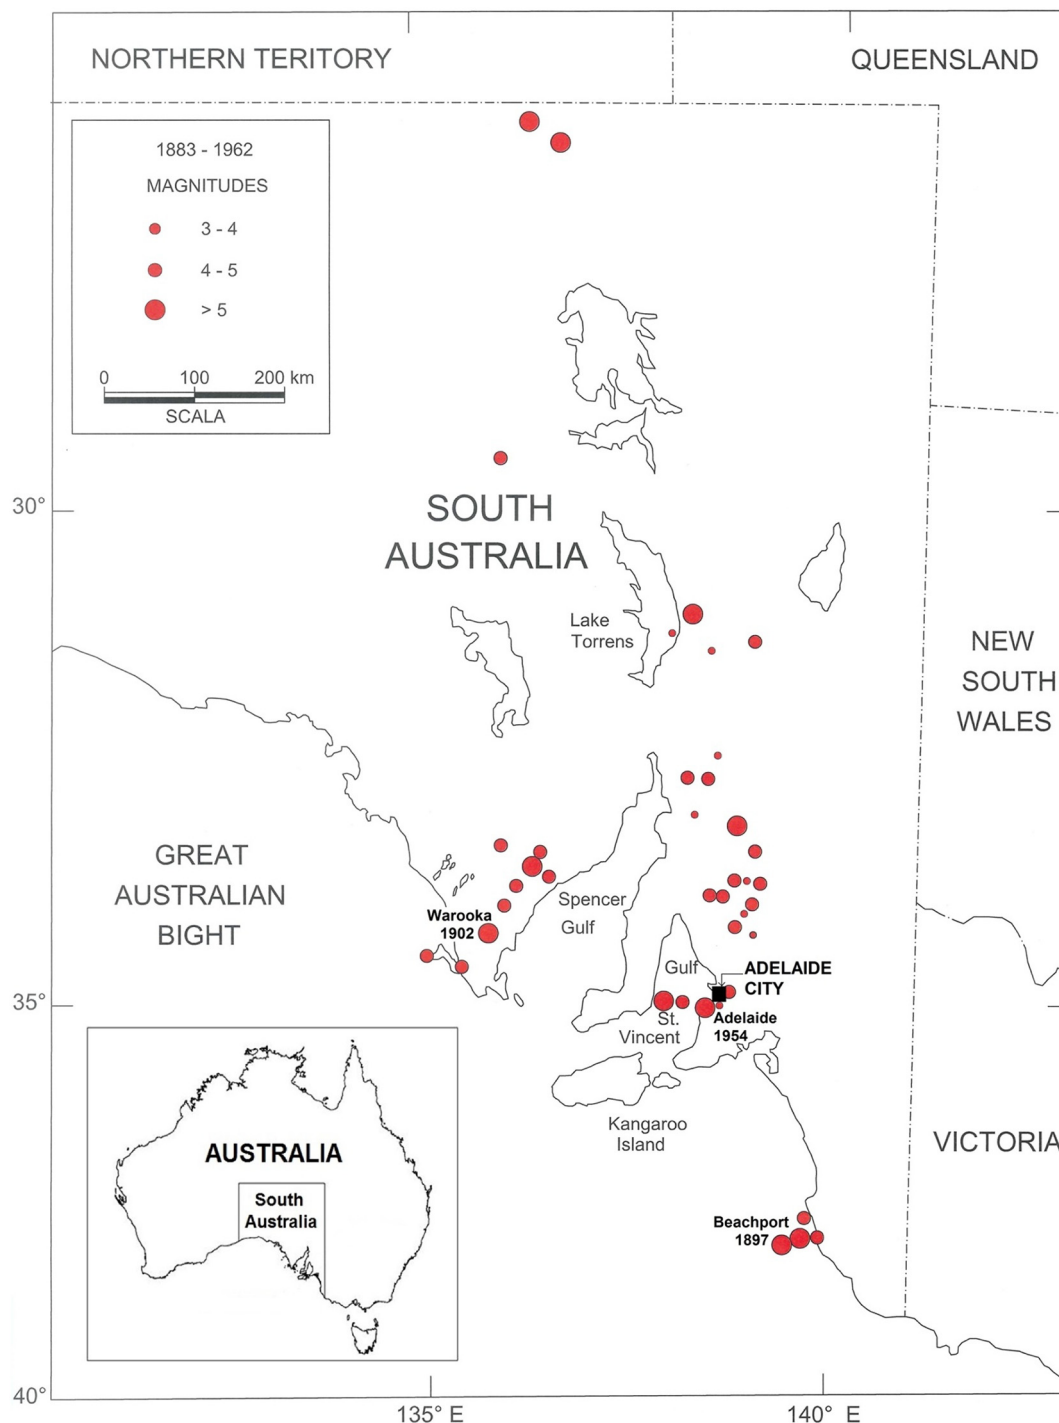 NORTHERN TERITORY
QUEENSLAND
1883 - 1962
MAGNITUDES
3 - 4
4 - 5
> 5
0 100 200 km
SCALA
30°
SOUTH
AUSTRALIA
Lake
Torrens
NEW
SOUTH
WALES
GREAT
AUSTRALIAN
BIGHT
Spencer
Gulf
Warooka
1902
Gulf
St.
Vincent
ADELAIDE
CITY
Adelaide
1954
35°
Kangaroo
Island
VICTORIA
AUSTRALIA
South
Australia
Beachport
1897
40°
135° E
140° E